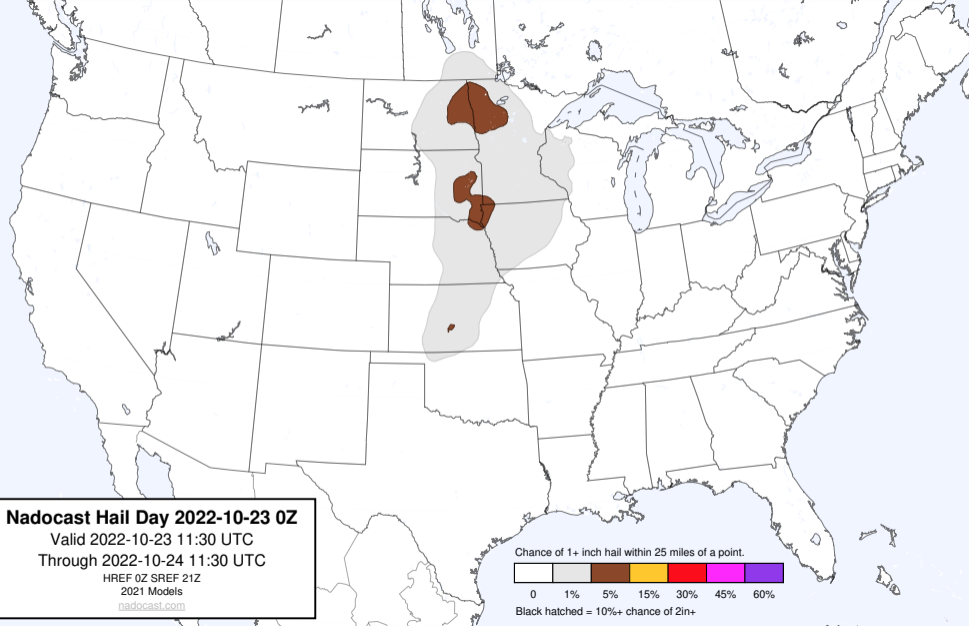 Nadocast Hail Day 2022-10-23 0Z
Valid 2022-10-23 11:30 UTC
Through 2022-10-24 11:30 UTC
HREF 0Z SREF 21Z
2021 Models
nadocast.com
Chance of 1+ inch hail within 25 miles of a point.
0 1% 5% 15% 30% 45% 60%
Black hatched = 10%+ chance of 2in+